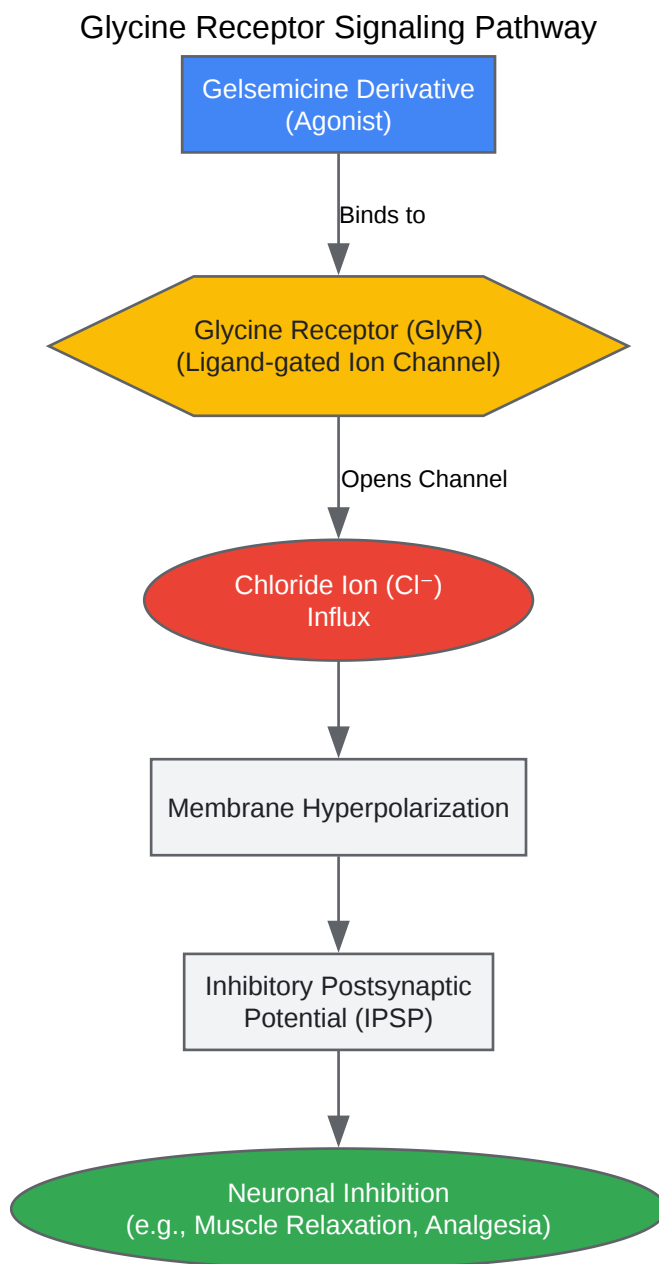 Glycine Receptor Signaling Pathway
Gelsemicine Derivative
(Agonist)
Binds to
Glycine Receptor (GlyR)
(Ligand-gated Ion Channel)
Opens Channel
Chloride Ion (Cl⁻)
Influx
Membrane Hyperpolarization
Inhibitory Postsynaptic
Potential (IPSP)
Neuronal Inhibition
(e.g., Muscle Relaxation, Analgesia)